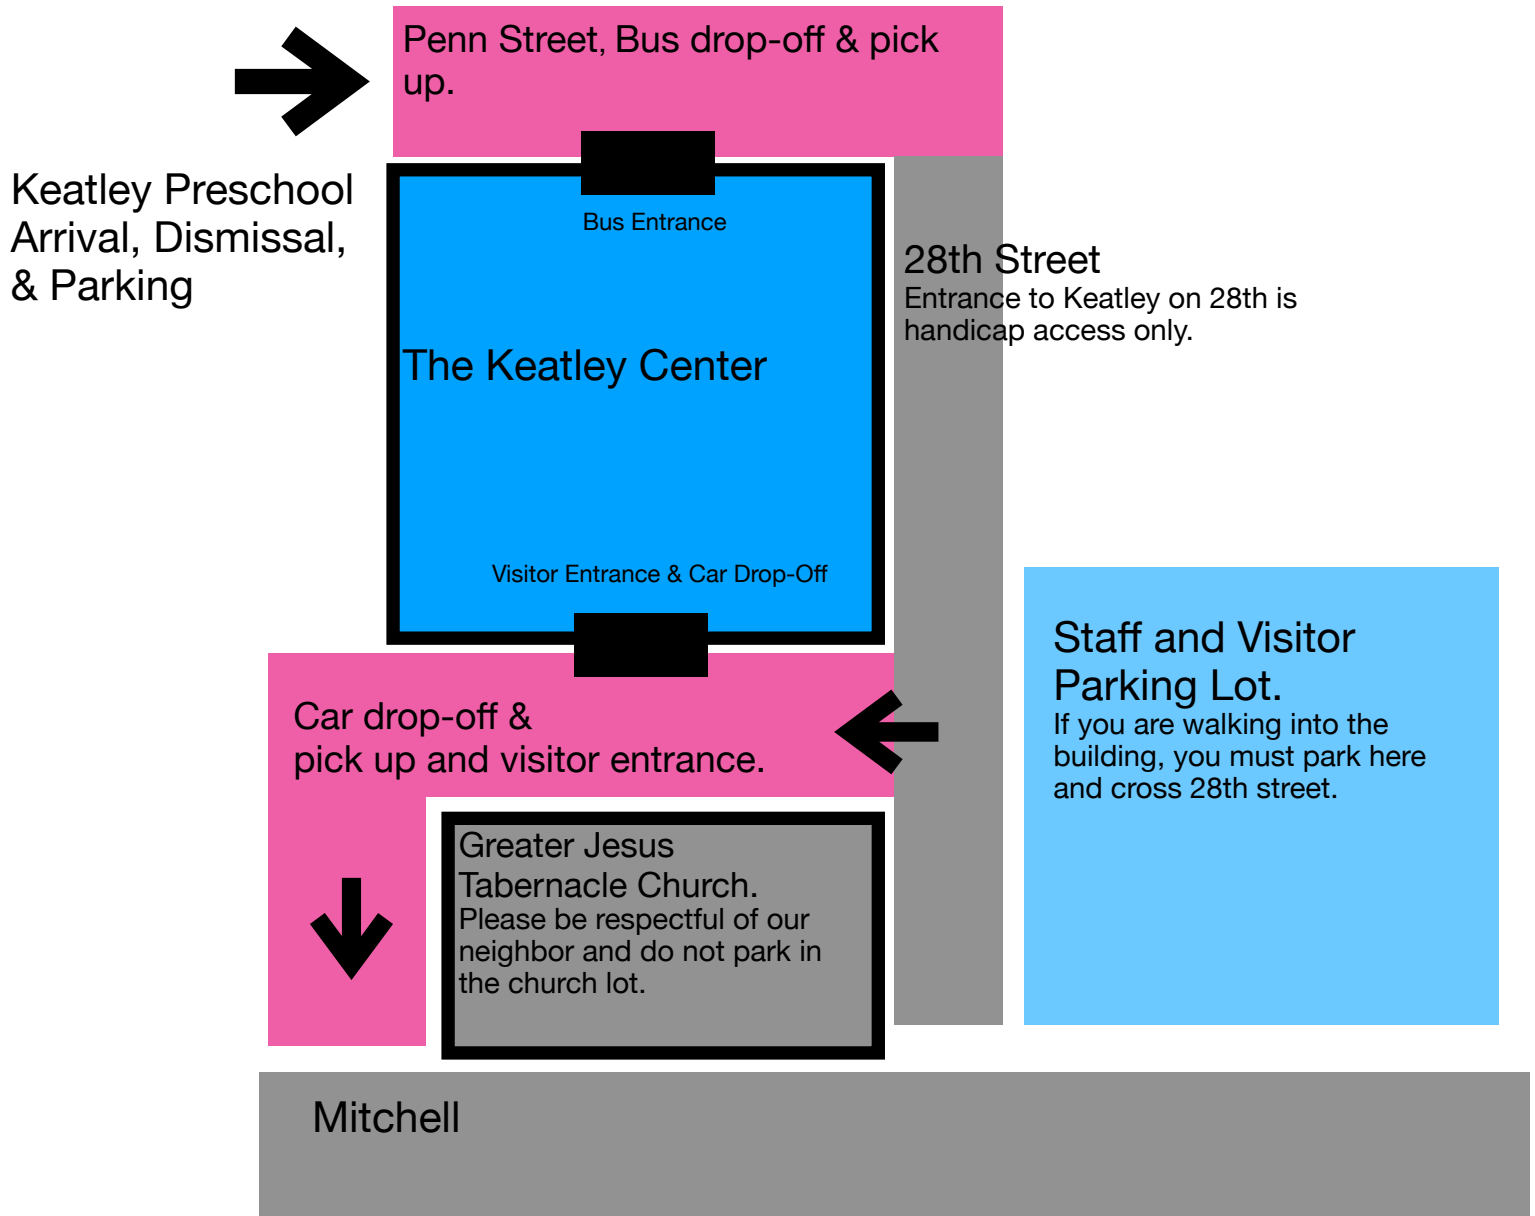 Penn Street, Bus drop-off & pick
up.
Keatley Preschool
Arrival, Dismissal,
& Parking
Bus Entrance
28th Street
Entrance to Keatley on 28th is
handicap access only.
The Keatley Center
Visitor Entrance & Car Drop-Off
Staff and Visitor
Parking Lot.
If you are walking into the
building, you must park here
and cross 28th street.
Car drop-off &
pick up and visitor entrance.
Greater Jesus
Tabernacle Church.
Please be respectful of our
neighbor and do not park in
the church lot.
Mitchell